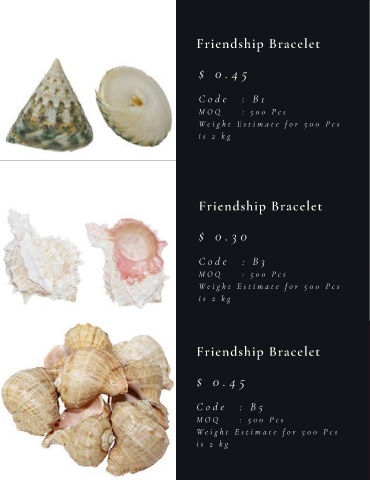 Friendship Bracelet
$ 0.45
Code : B1
MOQ : 500 Pcs
Weight Estimate for 500 Pcs
is 2 kg
Friendship Bracelet
$ 0.30
Code : B3
MOQ : 500 Pcs
Weight Estimate for 500 Pcs
is 2 kg
Friendship Bracelet
$ 0.45
Code : B5
MOQ : 500 Pcs
Weight Estimate for 500 Pcs
is 2 kg